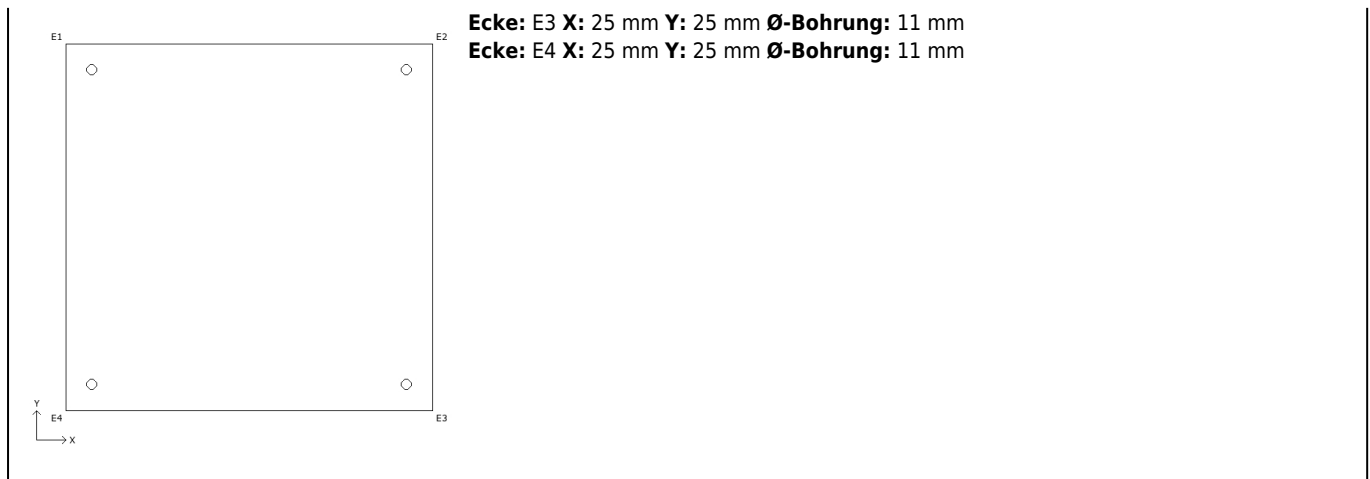 Ecke: E3 X: 25 mm Y: 25 mm Ø-Bohrung: 11 mm
Ecke: E4 X: 25 mm Y: 25 mm Ø-Bohrung: 11 mm
E1
E2
Y
E4
E3
X